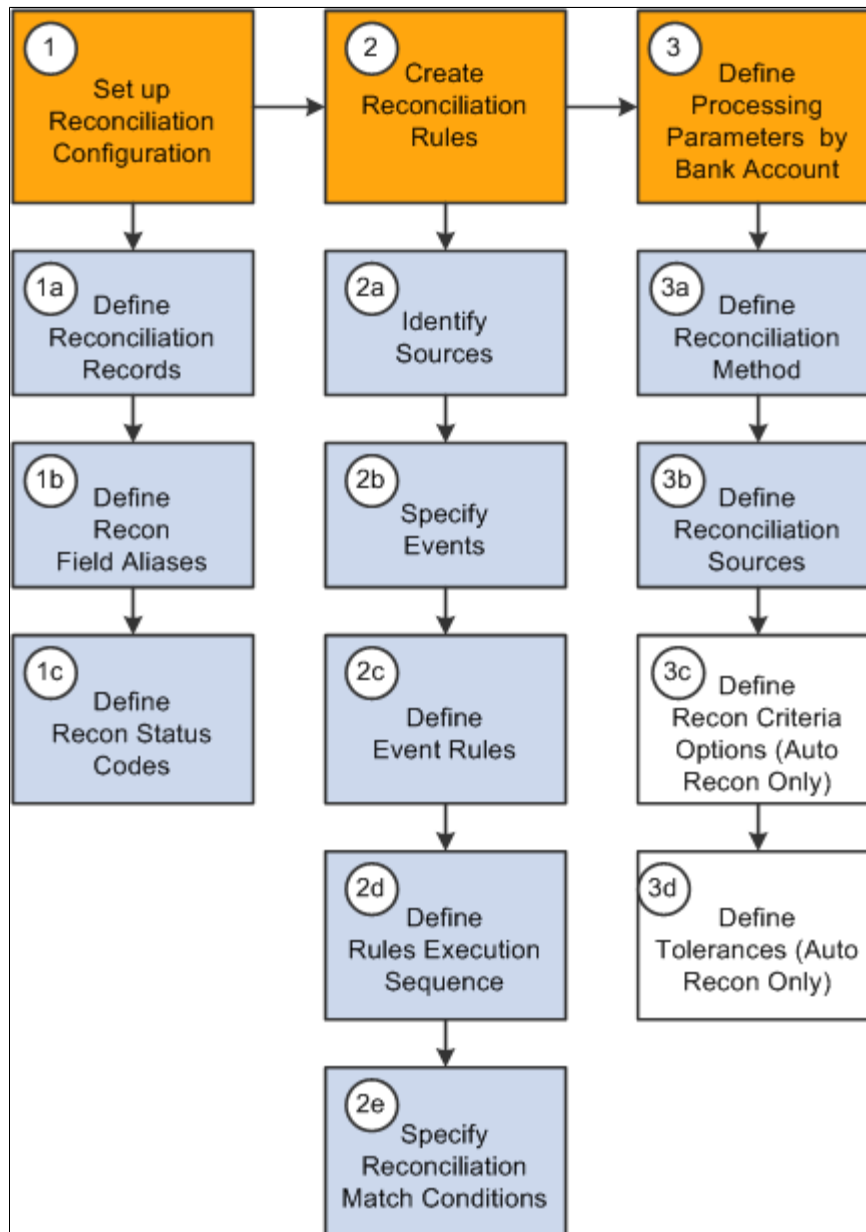 1
Set up
Reconciliation
Configuration
1a
Define
Reconciliation
Records
1b
Define
Recon
Field Aliases
1c
Define
Recon Status
Codes
2
Create
Reconciliation
Rules
2a
Identify
Sources
2b
Specify
Events
2c
Define
Event Rules
2d
Define
Rules Execution
Sequence
2e
Specify
Reconciliation
Match Conditions
3
Define
Processing
Parameters by
Bank Account
3a
Define
Reconciliation
Method
3b
Define
Reconciliation
Sources
3c
Define
Recon Criteria
Options (Auto
Recon Only)
3d
Define
Tolerances (Auto
Recon Only)